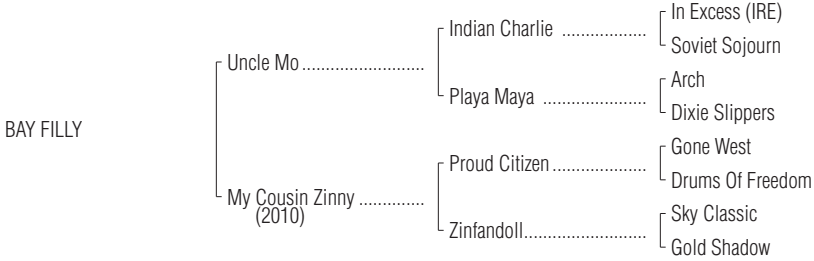 In Excess (IRE)
Indian Charlie ..................
Soviet Sojourn
Uncle Mo ..........................
Arch
Playa Maya ......................
Dixie Slippers
BAY FILLY
Gone West
Proud Citizen ....................
Drums Of Freedom
My Cousin Zinny ..............
(2010)
Sky Classic
Zinfandoll..........................
Gold Shadow